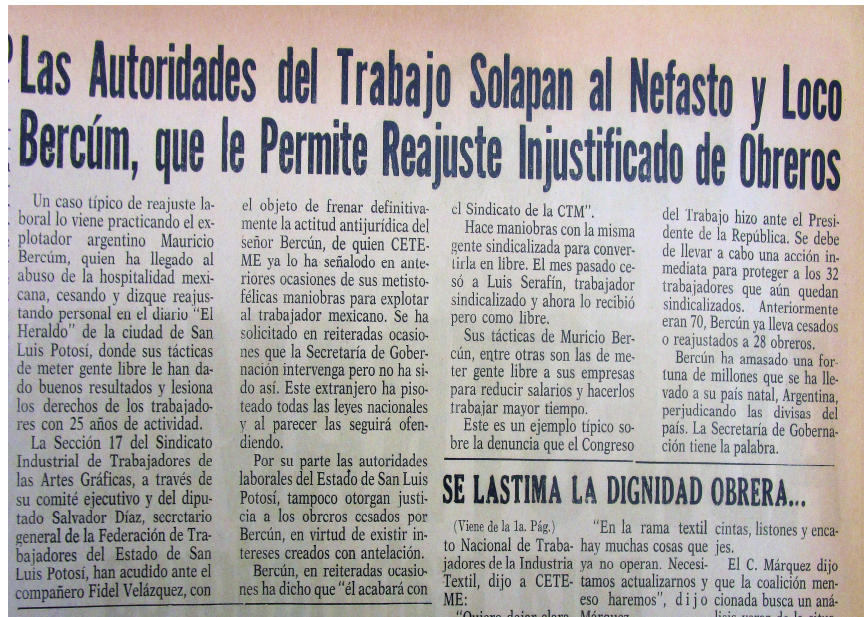 Las Autoridades del Trabajo Solapan al Nefasto y Loco
Bercúm, que le Permite Reajuste Injustificado de Obreros
Un caso típico de reajuste la-
boral lo viene practicando el ex-
plotador argentino Mauricio
Bercúm, quien ha llegado al
abuso de la hospitalidad mexi-
cana, cesando y dizque reajus-
tando personal en el diario "El
Heraldo" de la ciudad de San
Luis Potosí, donde sus tácticas
de meter gente libre le han da-
do buenos resultados y lesiona
los derechos de los trabajado-
res con 25 años de actividad.
La Sección 17 del Sindicato
Industrial de Trabajadores de
las Artes Gráficas, a través de
su comité ejecutivo y del dipu-
tado Salvador Díaz, secretario
general de la Federación de Tra-
bajadores del Estado de San
Luis Potosí, han acudido ante el
compañero Fidel Velázquez, con
el objeto de frenar definitiva-
mente la actitud antijurídica del
señor Bercún, de quien CETE-
ME ya lo ha señalodo en ante-
riores ocasiones de sus metisto-
félicas maniobras para explotar
al trabajador mexicano. Se ha
solicitado en reiteradas ocasio-
nes que la Secretaría de Gober-
nación intervenga pero no ha si-
do así. Este extranjero ha piso-
teado todas las leyes nacionales
y al parecer las seguirá ofen-
diendo.
Por su parte las autoridades
laborales del Estado de San Luis
Potosí, tampoco otorgan justi-
cia a los obreros cesados por
Bercún, en virtud de existir in-
tereses creados con antelación.
Bercún, en reiteradas ocasio-
nes ha dicho que "él acabará con
el Sindicato de la CTM".
Hace maniobras con la misma
gente sindicalizada para conver-
tirla en libre. El mes pasado ce-
só a Luis Serafín, trabajador
sindicalizado y ahora lo recibió
pero como libre.
Sus tácticas de Muricio Ber-
cún, entre otras son las de me-
ter gente libre a sus empresas
para reducir salarios y hacerlos
trabajar mayor tiempo.
Este es un ejemplo típico so-
bre la denuncia que el Congreso
del Trabajo hizo ante el Presi-
dente de la República. Se debe
de llevar a cabo una acción in-
mediata para proteger a los 32
trabajadores que aún quedan
sindicalizados. Anteriormente
eran 70, Bercún ya lleva cesados
o reajustados a 28 obreros.
Bercún ha amasado una for-
tuna de millones que se ha lle-
vado a su pais natal, Argentina,
perjudicando las divisas del
país. La Secretaría de Goberna-
ción tiene la palabra.
SE LASTIMA LA DIGNIDAD OBRERA...
(Viene de la 1a. Pág.)
to Nacional de Traba-
jadores de la Industria
Textil, dijo a CETE-
ME:
"Quiero dejar clara-
"En la rama textil
hay muchas cosas que
ya no operan. Necesi-
tamos actualizarnos y
eso haremos", dijo
Márquez
cintas, listones y enca-
jes.
El C. Márquez dijo
que la coalición men-
cionada busca un aná-